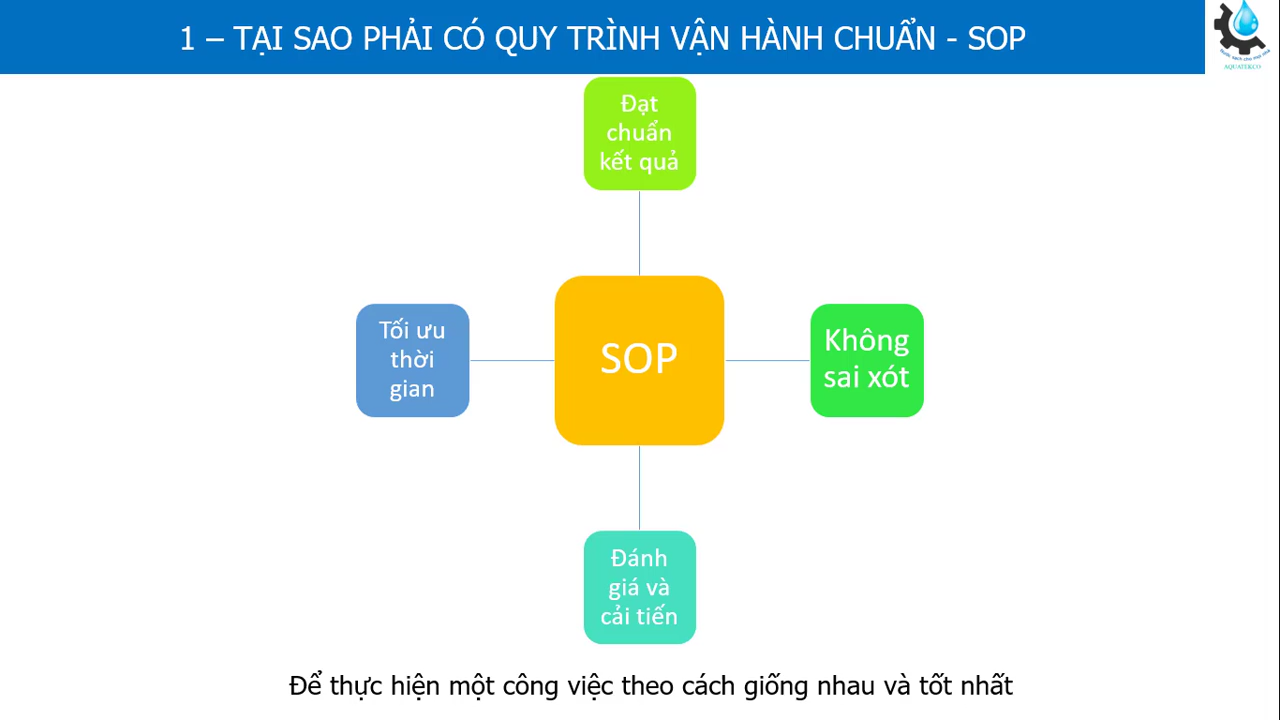 1 – TẠI SAO PHẢI CÓ QUY TRÌNH VẬN HÀNH CHUẨN - SOP
AQUATEKCO
Đạt
chuẩn
kết quả
Tối ưu
thời
gian
SOP
Không
sai xót
Đánh
giá và
cải tiến
Để thực hiện một công việc theo cách giống nhau và tốt nhất